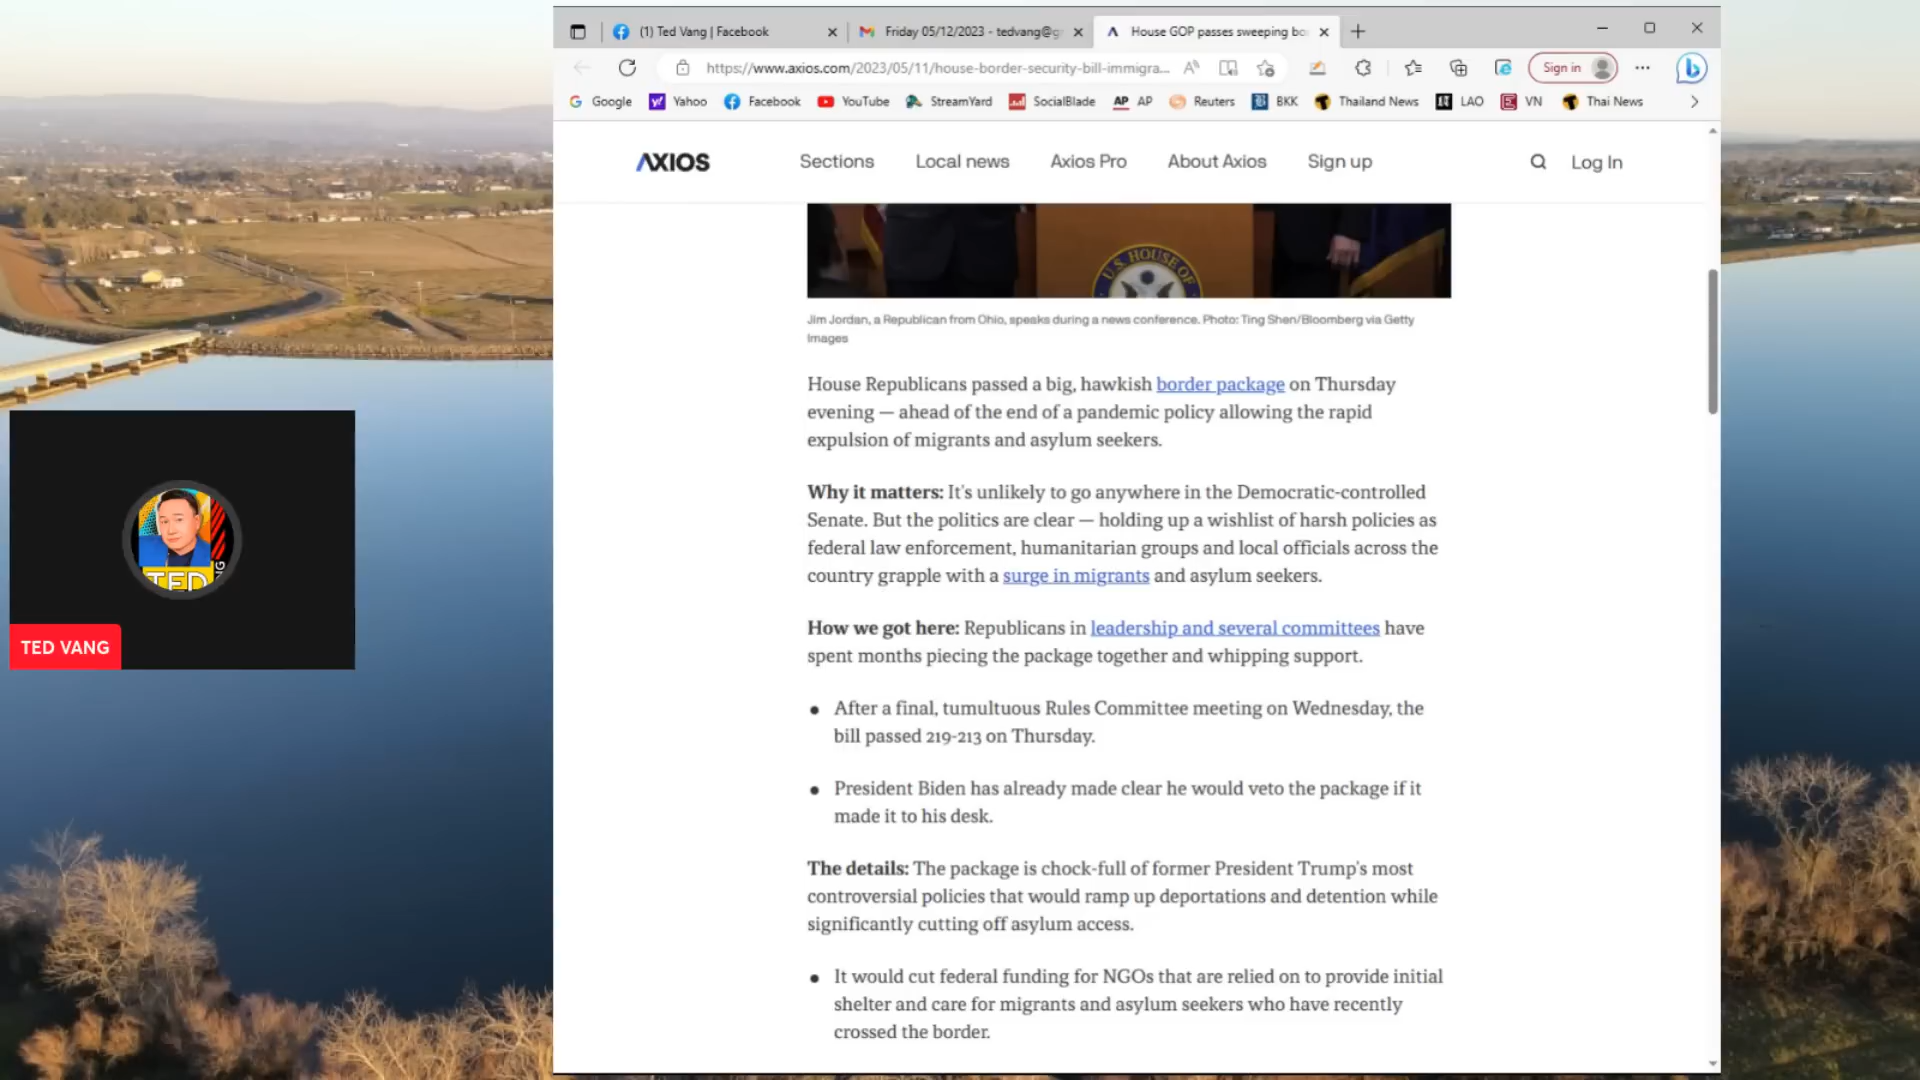 (1) Ted Vang | Facebook
Friday 05/12/2023 - tedvang@g
House GOP passes sweeping bo
https://www.axios.com/2023/05/11/house-border-security-bill-immigra...
Sign in
Google
Yahoo
Facebook
YouTube
StreamYard
SocialBlade
AP AP
Reuters
BKK
Thailand News
LAO
VN
Thai News
AXIOS
Sections
Local news
Axios Pro
About Axios
Sign up
Log In
U.S. HOUSE OF
Jim Jordan, a Republican from Ohio, speaks during a news conference. Photo: Ting Shen/Bloomberg via Getty
Images
House Republicans passed a big, hawkish border package on Thursday
evening — ahead of the end of a pandemic policy allowing the rapid
expulsion of migrants and asylum seekers.
Why it matters: It's unlikely to go anywhere in the Democratic-controlled
Senate. But the politics are clear — holding up a wishlist of harsh policies as
federal law enforcement, humanitarian groups and local officials across the
country grapple with a surge in migrants and asylum seekers.
How we got here: Republicans in leadership and several committees have
spent months piecing the package together and whipping support.
After a final, tumultuous Rules Committee meeting on Wednesday, the
bill passed 219-213 on Thursday.
President Biden has already made clear he would veto the package if it
made it to his desk.
The details: The package is chock-full of former President Trump's most
controversial policies that would ramp up deportations and detention while
significantly cutting off asylum access.
It would cut federal funding for NGOs that are relied on to provide initial
shelter and care for migrants and asylum seekers who have recently
crossed the border.
TED
NG
TED VANG